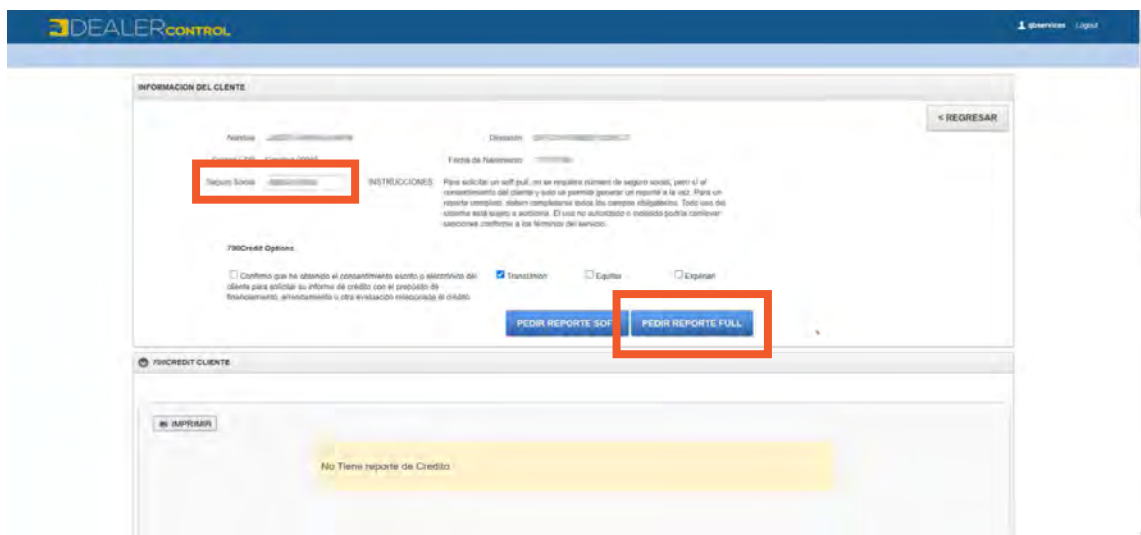 DEALERCONTROL
qbservices Logout
INFORMACION DEL CLIENTE
< REGRESAR
Nombre
Dirección
Fecha de Nacimiento
Seguro Social
INSTRUCCIONES: Para solicitar un soft pull, no se requiere número de seguro social, pero sí el
consentimiento del cliente y solo se permite generar un reporte a la vez. Para un
reporte completo, deben completarse todos los campos obligatorios. Todo uso del
sistema está sujeto a auditoría. El uso no autorizado o indebido podría conllevar
sanciones conforme a los términos del servicio.
700Credit Options
Confirmo que he obtenido el consentimiento escrito o electrónico del
cliente para solicitar su informe de crédito con el propósito de
financiamiento, arrendamiento u otra evaluación relacionada al crédito.
TransUnion
Equifax
Experian
PEDIR REPORTE SOF
PEDIR REPORTE FULL
700CREDIT CLIENTE
IMPRIMIR
No Tiene reporte de Credito